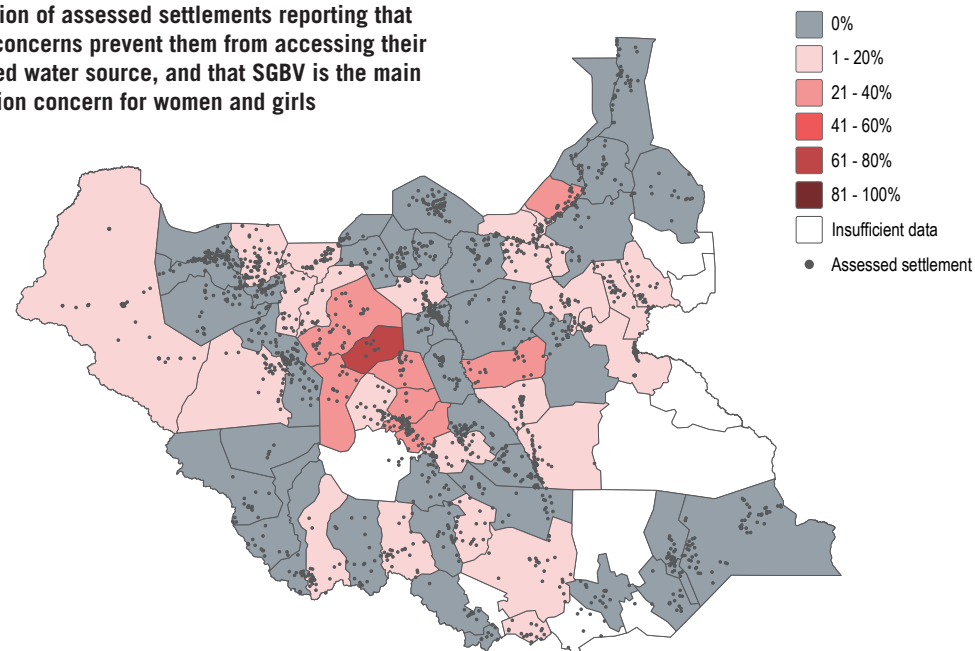 ion of assessed settlements reporting that
concerns prevent them from accessing their
ed water source, and that SGBV is the main
ion concern for women and girls
0%
1 - 20%
21 - 40%
41 - 60%
61 - 80%
81 - 100%
Insufficient data
Assessed settlement